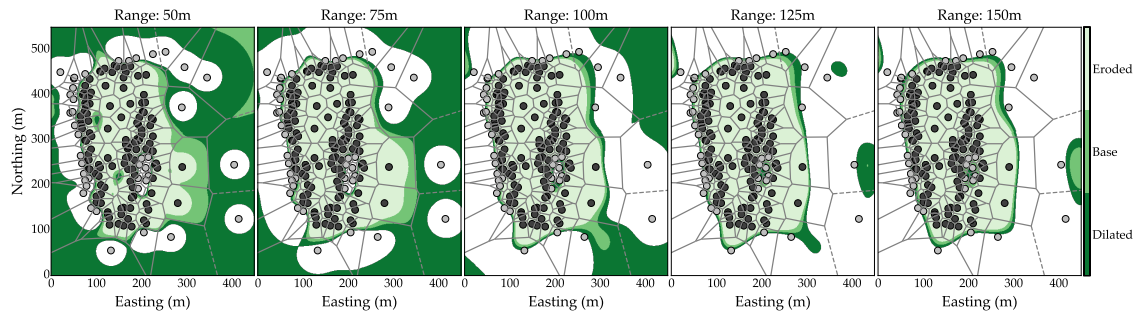 Range: 50m
Range: 75m
Range: 100m
Range: 125m
Range: 150m
Northing (m)
500
400
300
200
100
0
0 100 200 300 400
0 100 200 300 400
0 100 200 300 400
0 100 200 300 400
0 100 200 300 400
Easting (m)
Easting (m)
Easting (m)
Easting (m)
Easting (m)
Eroded
Base
Dilated